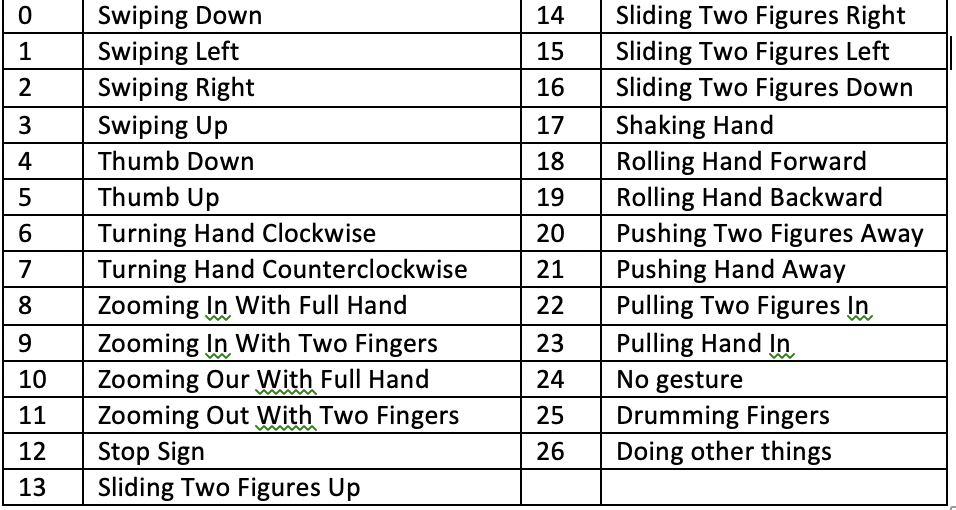 0 Swiping Down 14 Sliding Two Figures Right
1 Swiping Left 15 Sliding Two Figures Left
2 Swiping Right 16 Sliding Two Figures Down
3 Swiping Up 17 Shaking Hand
4 Thumb Down 18 Rolling Hand Forward
5 Thumb Up 19 Rolling Hand Backward
6 Turning Hand Clockwise 20 Pushing Two Figures Away
7 Turning Hand Counterclockwise 21 Pushing Hand Away
8 Zooming In With Full Hand 22 Pulling Two Figures In
9 Zooming In With Two Fingers 23 Pulling Hand In
10 Zooming Our With Full Hand 24 No gesture
11 Zooming Out With Two Fingers 25 Drumming Fingers
12 Stop Sign 26 Doing other things
13 Sliding Two Figures Up